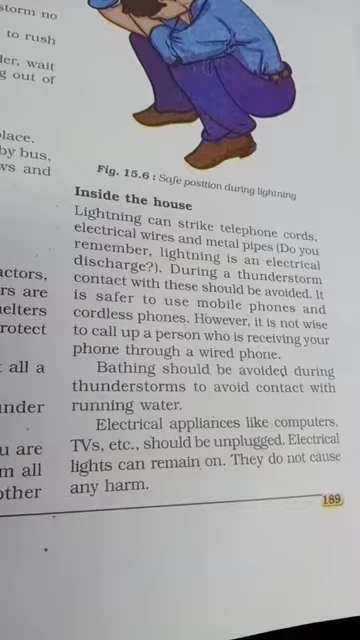 storm no
to rush
wait
g out of
place.
by bus,
ws and
actors,
rs are
elters
rotect
t all a
under
u are
m all
other
Fig. 15.6 : Safe position during lightning
Inside the house
Lightning can strike telephone cords,
electrical wires and metal pipes (Do you
remember, lightning is an electrical
discharge?). During a thunderstorm
contact with these should be avoided. It
is safer to use mobile phones and
cordless phones. However, it is not wise
to call up a person who is receiving your
phone through a wired phone.
Bathing should be avoided during
thunderstorms to avoid contact with
running water.
Electrical appliances like computers,
TVs, etc., should be unplugged. Electrical
lights can remain on. They do not cause
any harm.
189